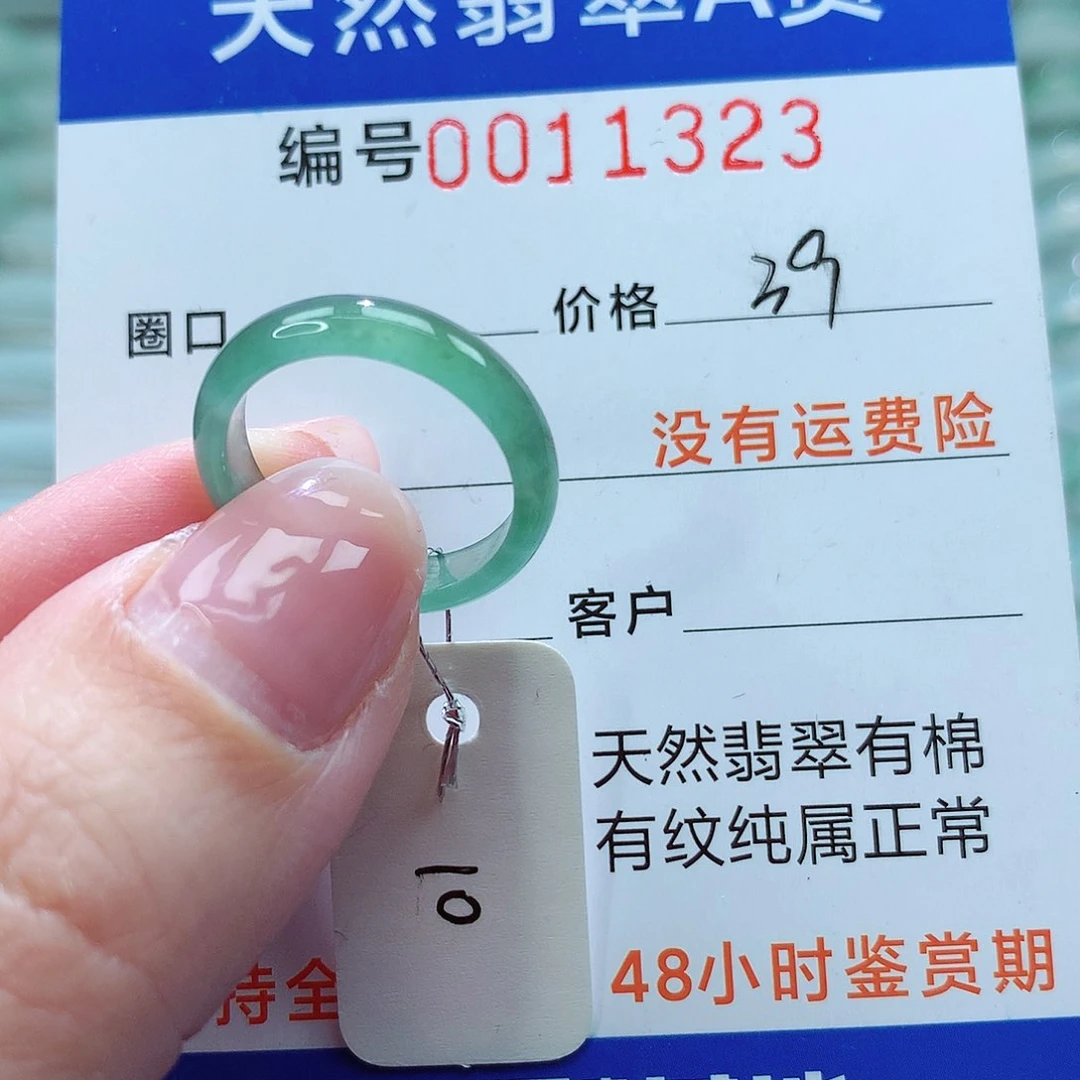 天然翡翠A货
编号0011323
圈口 价格 39
没有运费险
客户
天然翡翠有棉
有纹纯属正常
10
持全 48小时鉴赏期